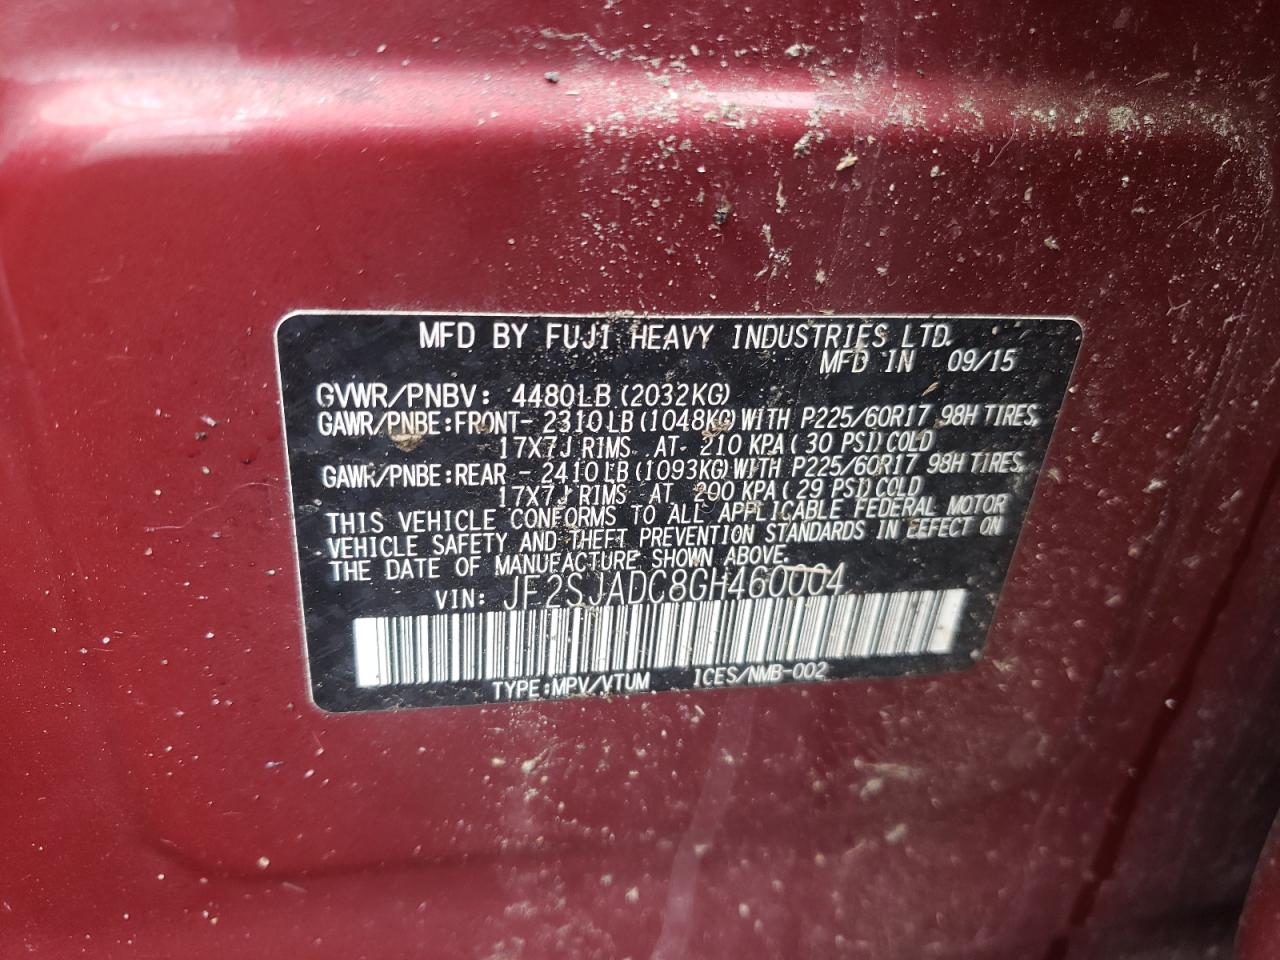 MFD BY FUJI HEAVY INDUSTRIES LTD.
MFD IN 09/15
GVWR/PNBV: 4480LB (2032KG)
GAWR/PNBE:FRONT- 2310LB (1048KG) WITH P225/60R17 98H TIRES,
17X7J RIMS AT 210 KPA ( 30 PSI) COLD
GAWR/PNBE:REAR - 2410LB (1093KG) WITH P225/60R17 98H TIRES,
17X7J RIMS AT 200 KPA ( 29 PSI) COLD
THIS VEHICLE CONFORMS TO ALL APPLICABLE FEDERAL MOTOR
VEHICLE SAFETY AND THEFT PREVENTION STANDARDS IN EFFECT ON
THE DATE OF MANUFACTURE SHOWN ABOVE.
VIN: JF2SJADC8GH460004
TYPE:MPV/VTUM ICES/NMB-002